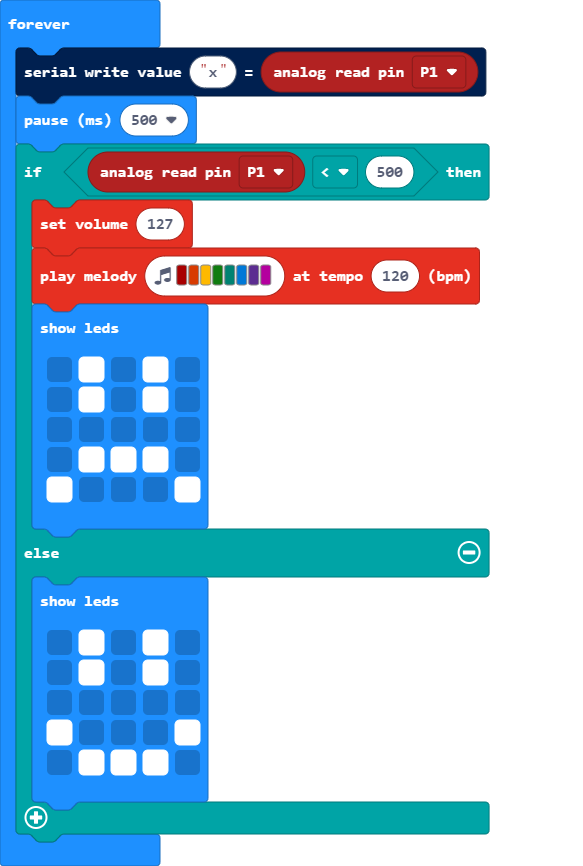 forever
serial write value "x" = analog read pin P1
pause (ms) 500
if analog read pin P1 < 500 then
set volume 127
play melody at tempo 120 (bpm)
show leds
else
show leds